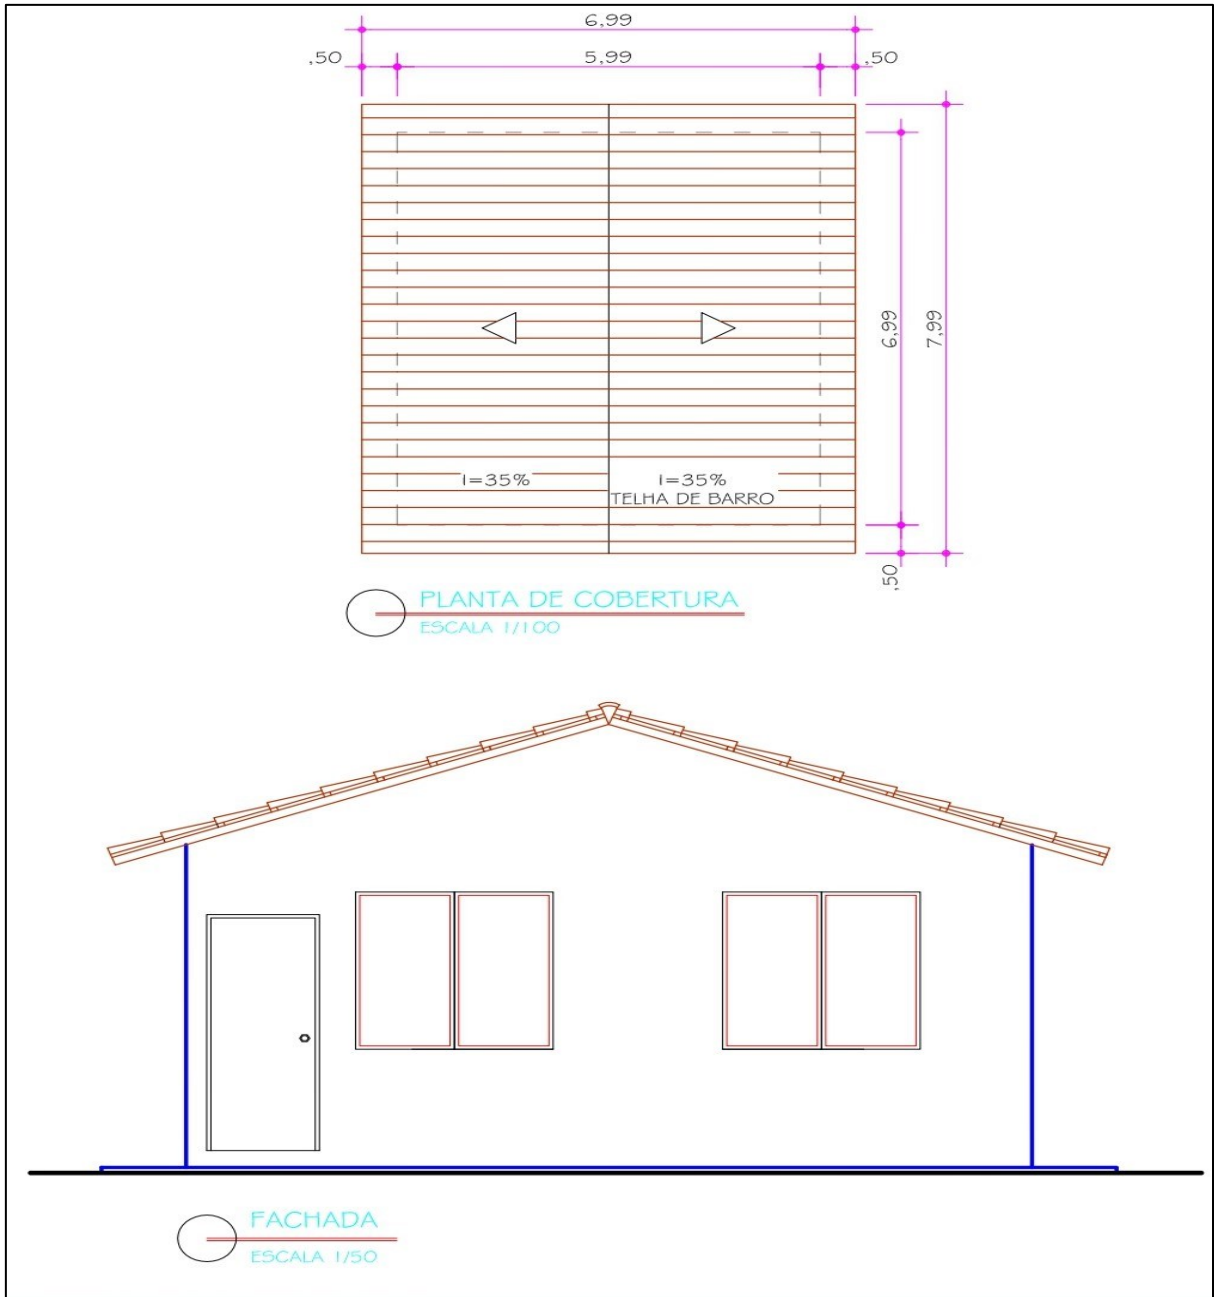 6,99
,50 5,99 ,50
6,99
7,99
I=35% I=35%
TELHA DE BARRO
,50
PLANTA DE COBERTURA
ESCALA 1/100
FACHADA
ESCALA 1/50